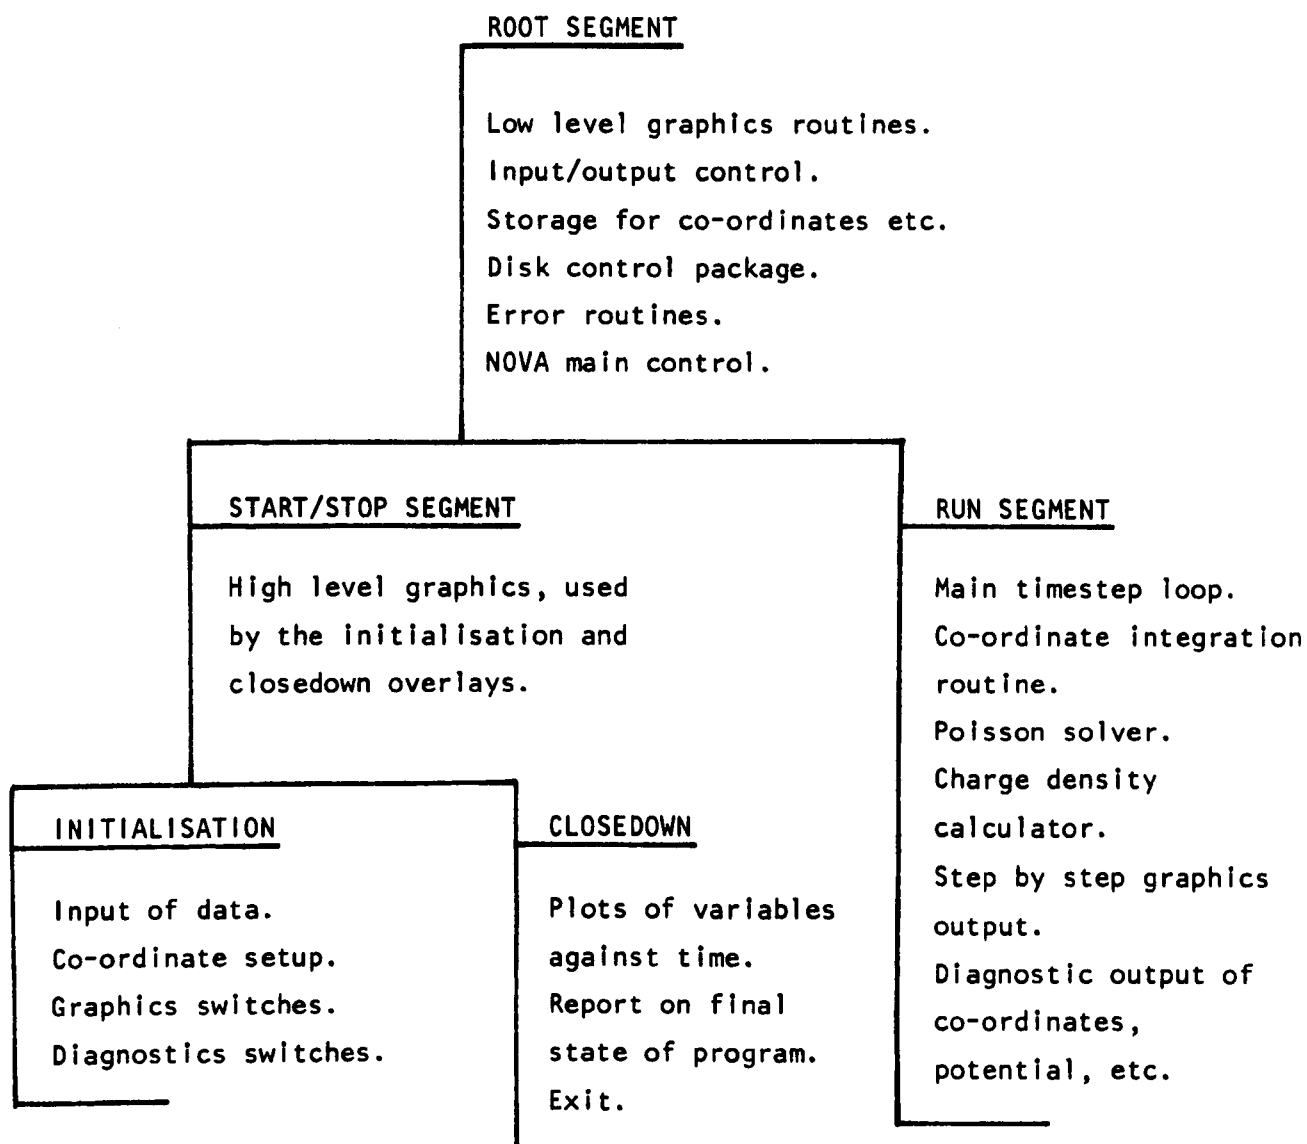 ROOT SEGMENT
Low level graphics routines.
Input/output control.
Storage for co-ordinates etc.
Disk control package.
Error routines.
NOVA main control.
START/STOP SEGMENT
High level graphics, used
by the initialisation and
closedown overlays.
RUN SEGMENT
Main timestep loop.
Co-ordinate integration
routine.
Poisson solver.
Charge density
calculator.
Step by step graphics
output.
Diagnostic output of
co-ordinates,
potential, etc.
INITIALISATION
Input of data.
Co-ordinate setup.
Graphics switches.
Diagnostics switches.
CLOSEDOWN
Plots of variables
against time.
Report on final
state of program.
Exit.